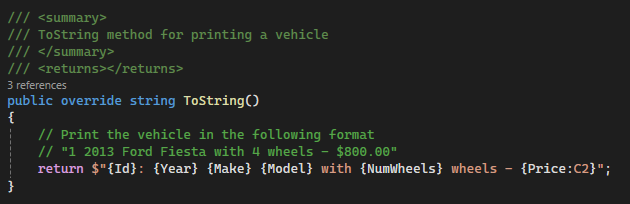 /// <summary>
/// ToString method for printing a vehicle
/// </summary>
/// <returns></returns>
3 references
public override string ToString()
{
// Print the vehicle in the following format
// "1 2013 Ford Fiesta with 4 wheels - $800.00"
return $"{Id}: {Year} {Make} {Model} with {NumWheels} wheels - {Price:C2}";
}